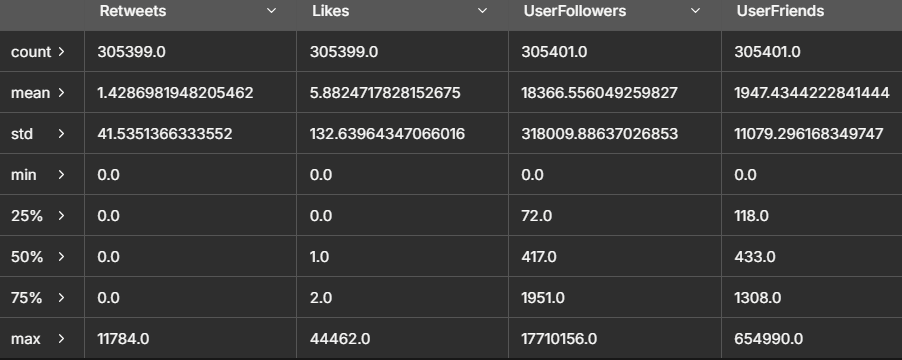 Retweets Likes UserFollowers UserFriends
count 305399.0 305399.0 305401.0 305401.0
mean 1.4286981948205462 5.8824717828152675 18366.556049259827 1947.4344222841444
std 41.5351366333552 132.63964347066016 318009.88637026853 11079.296168349747
min 0.0 0.0 0.0 0.0
25% 0.0 0.0 72.0 118.0
50% 0.0 1.0 417.0 433.0
75% 0.0 2.0 1951.0 1308.0
max 11784.0 44462.0 17710156.0 654990.0